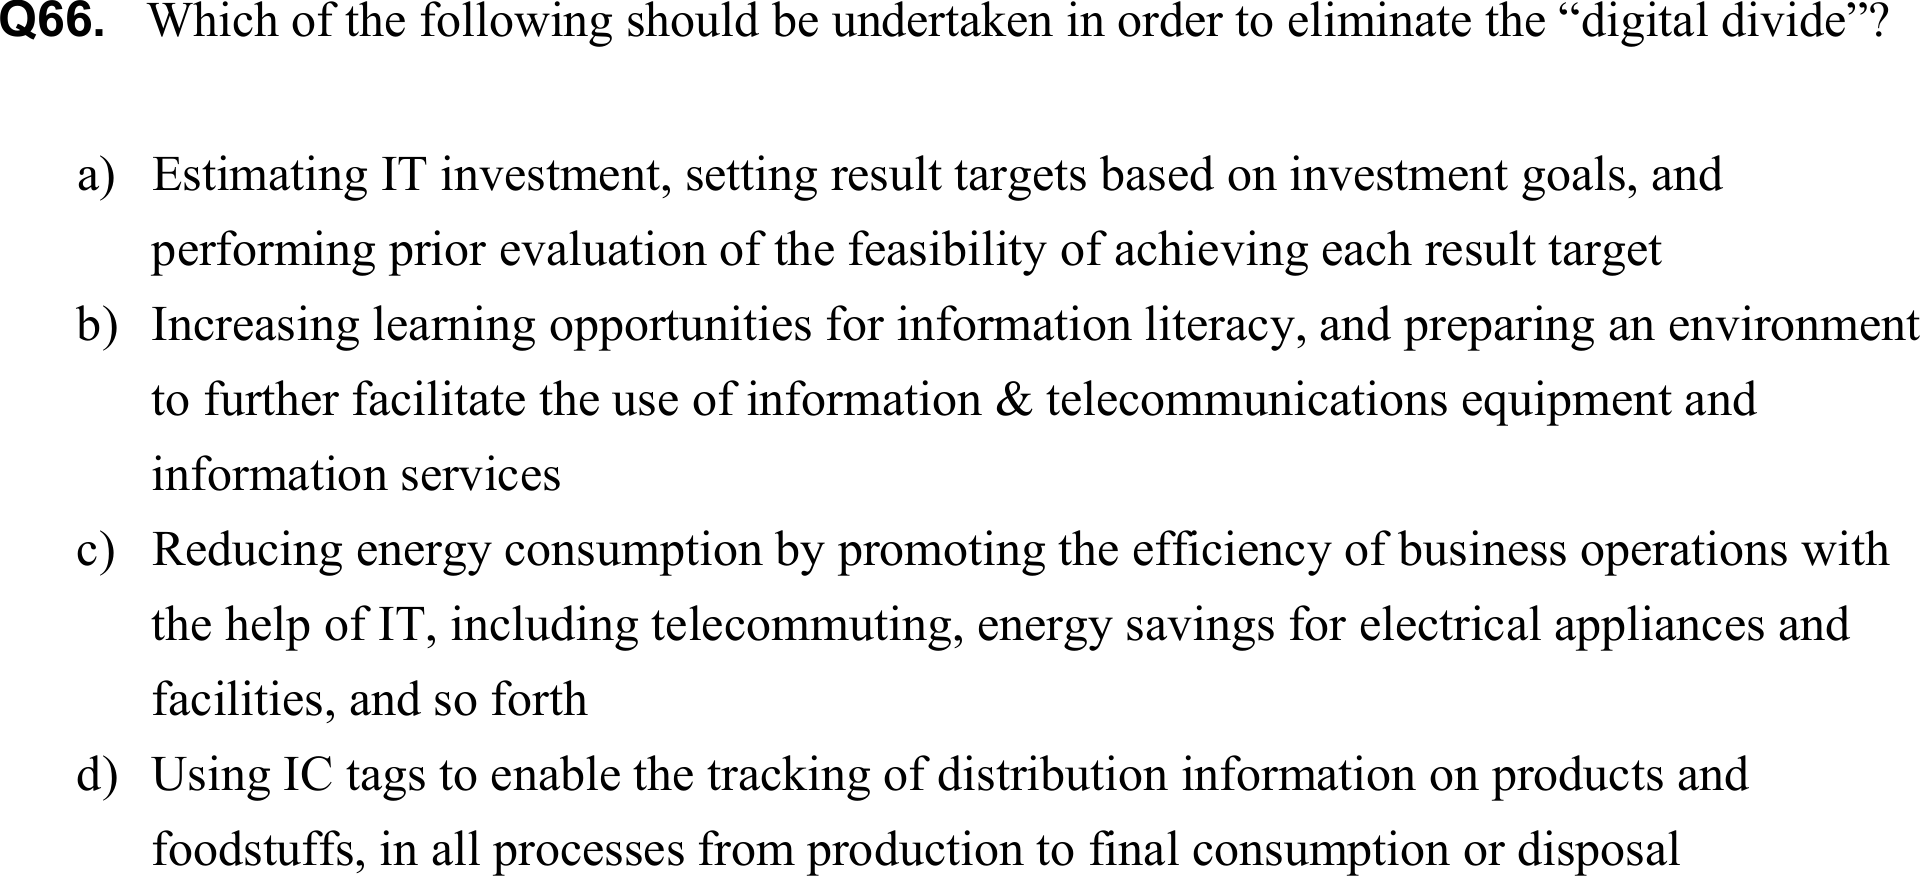 Q66. Which of the following should be undertaken in order to eliminate the “digital divide”?
a) Estimating IT investment, setting result targets based on investment goals, and
performing prior evaluation of the feasibility of achieving each result target
b) Increasing learning opportunities for information literacy, and preparing an environment
to further facilitate the use of information & telecommunications equipment and
information services
c) Reducing energy consumption by promoting the efficiency of business operations with
the help of IT, including telecommuting, energy savings for electrical appliances and
facilities, and so forth
d) Using IC tags to enable the tracking of distribution information on products and
foodstuffs, in all processes from production to final consumption or disposal